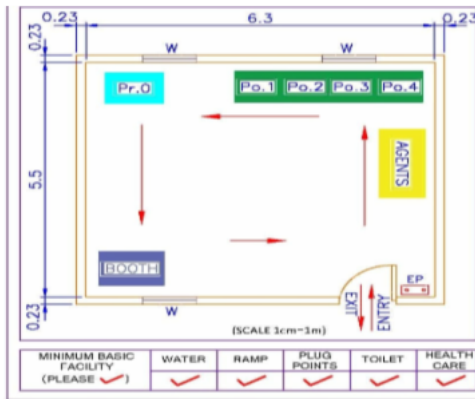 0.23 6.3 0.23
0.23
W W
Pr.0 Po.1 Po.2 Po.3 Po.4
5.5
AGENTS
BOOTH
EP
EXIT
ENTRY
0.23
W
(SCALE 1cm=1m)
MINIMUM BASIC FACILITY (PLEASE ✓) WATER RAMP PLUG POINTS TOILET HEALTH CARE
✓ ✓ ✓ ✓ ✓